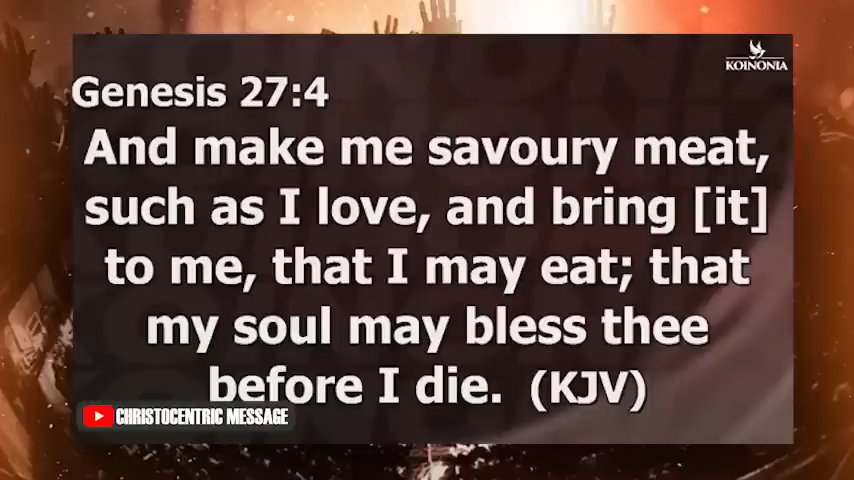 KOINONIA
Genesis 27:4
And make me savoury meat,
such as I love, and bring [it]
to me, that I may eat; that
my soul may bless thee
before I die. (KJV)
CHRISTOCENTRIC MESSAGE